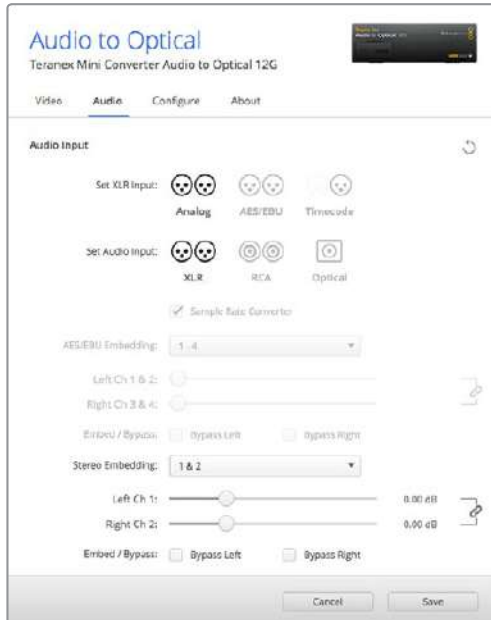 Audio to Optical
Teranex Mini Converter Audio to Optical 12G
Video Audio Configure About
Audio Input
Set XLR Input:
Analog AES/EBU Timecode
Set Audio Input:
XLR RCA Optical
Sample Rate Converter
AES/EBU Embedding: 1 - 4
Left Ch 1 & 2:
Right Ch 3 & 4:
Embed / Bypass: Bypass Left Bypass Right
Stereo Embedding: 1 & 2
Left Ch 1: 0.00 dB
Right Ch 2: 0.00 dB
Embed / Bypass: Bypass Left Bypass Right
Cancel Save